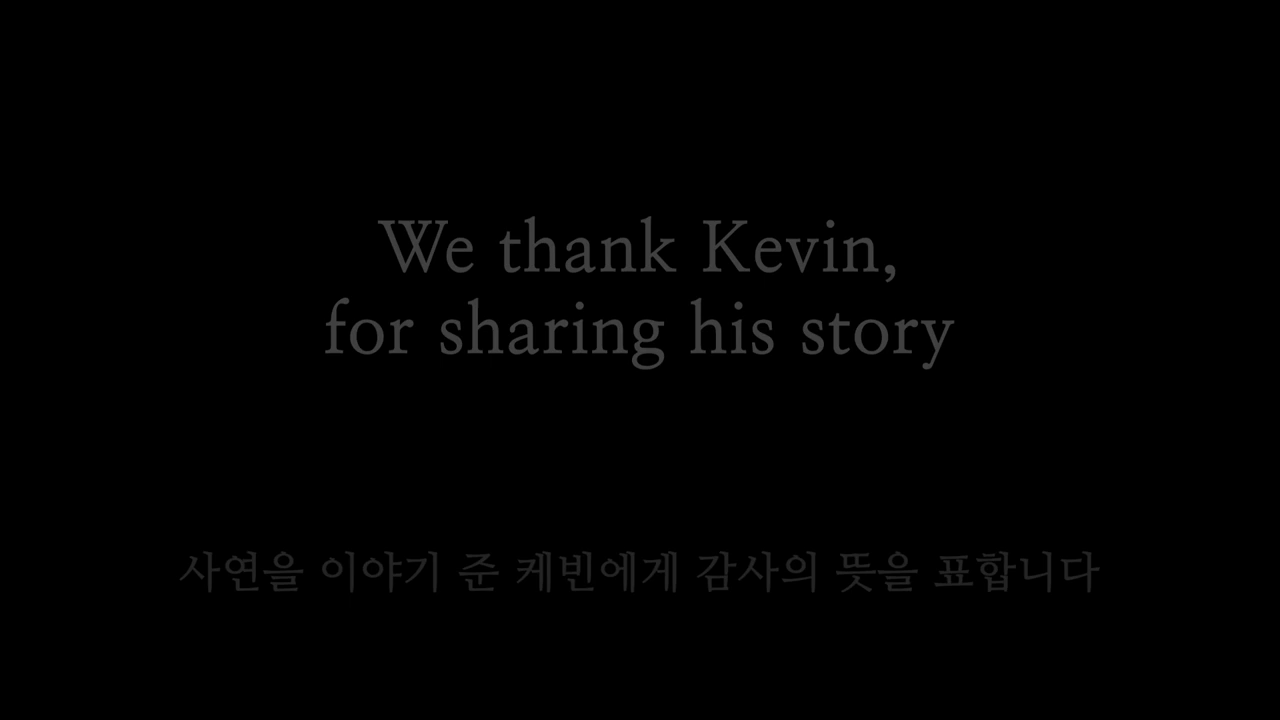 We thank Kevin,
for sharing his story
사연을 이야기 준 케빈에게 감사의 뜻을 표합니다